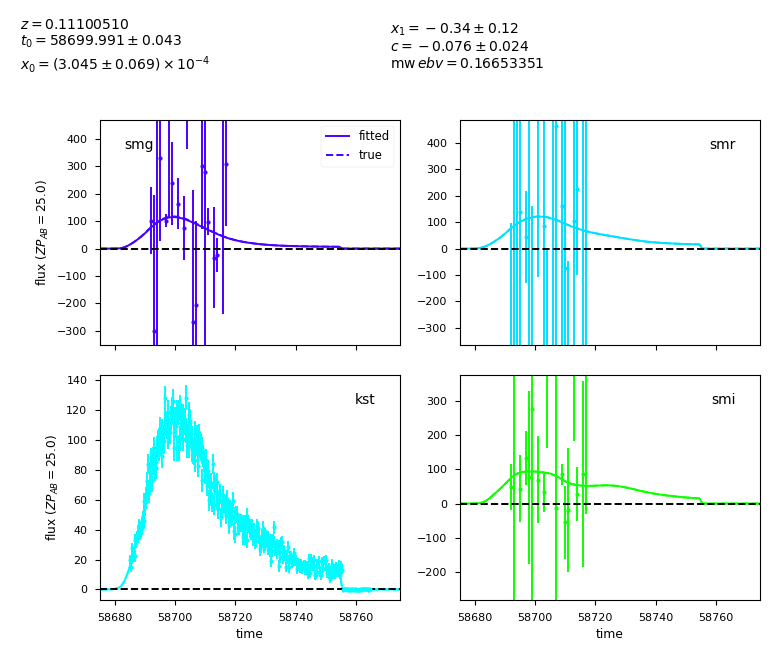 z = 0.11100510
t₀ = 58699.991 ± 0.043
x₀ = (3.045 ± 0.069) × 10⁻⁴
x₁ = −0.34 ± 0.12
c = −0.076 ± 0.024
mw ebv = 0.16653351
smg
fitted
true
400
300
200
100
0
−100
−200
−300
flux (ZP_AB = 25.0)
smr
400
300
200
100
0
−100
−200
−300
kst
140
120
100
80
60
40
20
0
flux (ZP_AB = 25.0)
58680 58700 58720 58740 58760
time
smi
300
200
100
0
−100
−200
58680 58700 58720 58740 58760
time